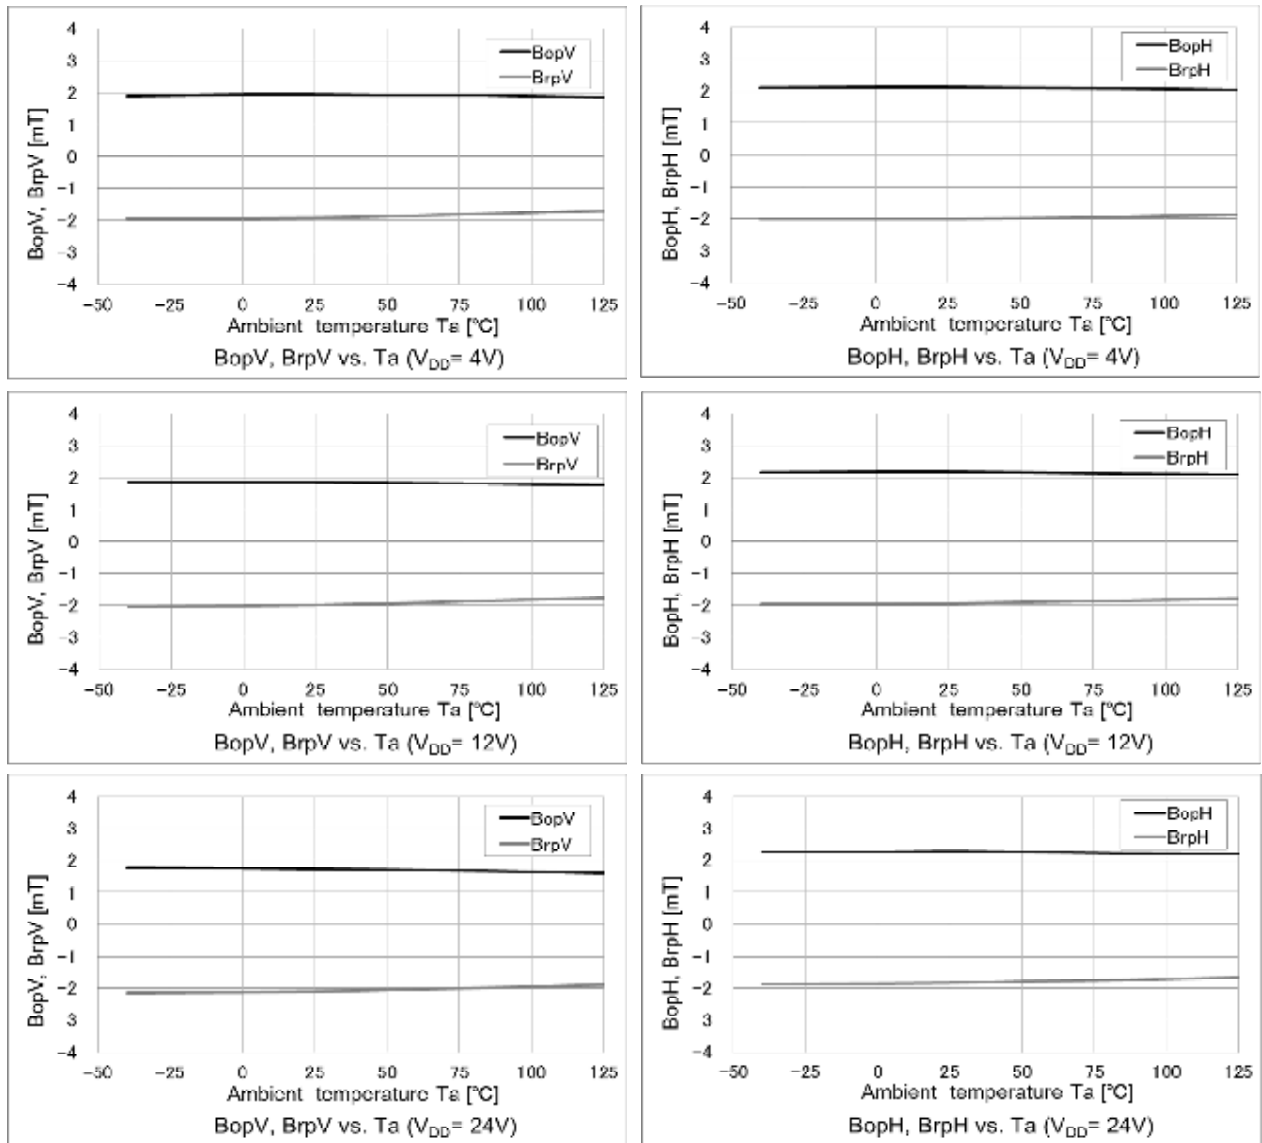 4
3
2
1
0
−1
−2
3
−4
BopV, BrpV [mT]
BopV
BrpV
−50 −25 0 25 50 75 100 125
Ambient temperature Ta [°C]
BopV, BrpV vs. Ta (VDD= 4V)
4
3
2
1
0
−1
−2
3
−4
BopH, BrpH [mT]
BopH
BrpH
−50 −25 0 25 50 75 100 125
Ambient temperature Ta [°C]
BopH, BrpH vs. Ta (VDD= 4V)
4
3
2
1
0
−1
−2
−3
−4
BopV, BrpV [mT]
BopV
BrpV
−50 −25 0 25 50 75 100 125
Ambient temperature Ta [°C]
BopV, BrpV vs. Ta (VDD= 12V)
4
3
2
1
0
−1
−2
−3
−4
BopH, BrpH [mT]
BopH
BrpH
−50 −25 0 25 50 75 100 125
Ambient temperature Ta [°C]
BopH, BrpH vs. Ta (VDD= 12V)
4
3
2
1
0
−1
−2
3
−4
BopV, BrpV [mT]
BopV
BrpV
−50 −25 0 25 50 75 100 125
Ambient temperature Ta [°C]
BopV, BrpV vs. Ta (VDD= 24V)
4
3
2
1
0
−1
−2
3
−4
BopH, BrpH [mT]
BopH
BrpH
−50 −25 0 25 50 75 100 125
Ambient temperature Ta [°C]
BopH, BrpH vs. Ta (VDD= 24V)